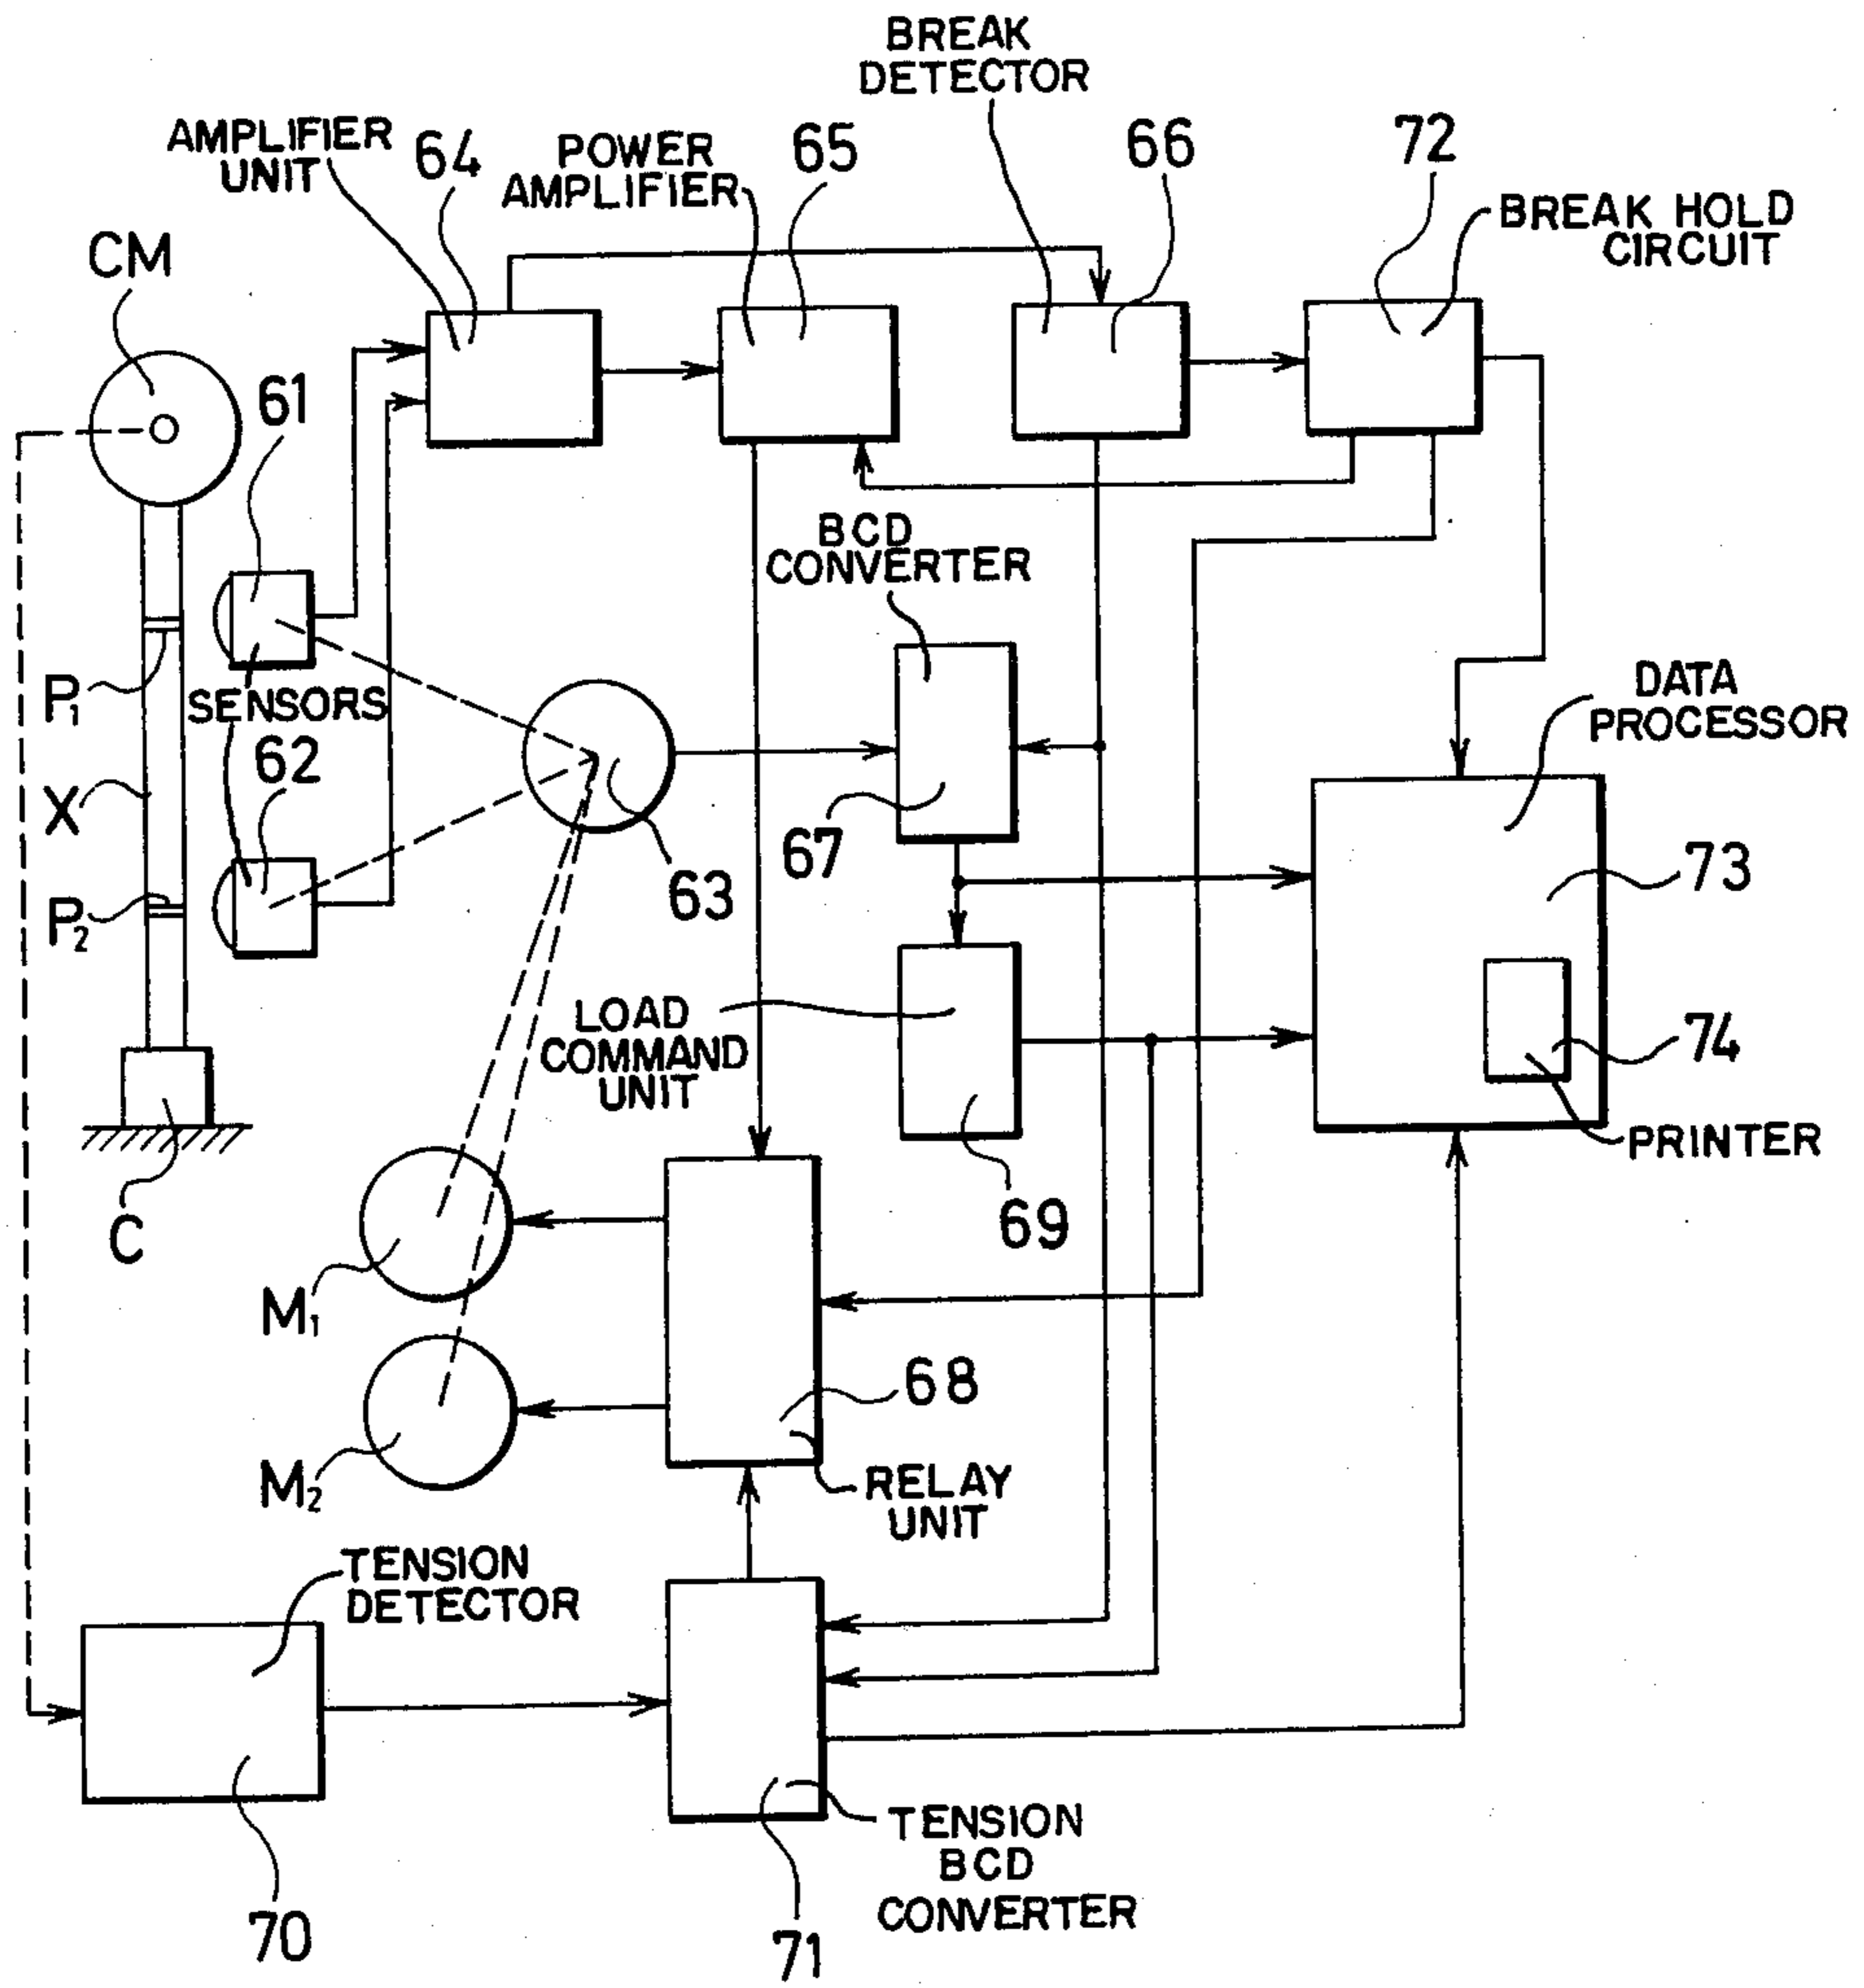 BREAK
DETECTOR
AMPLIFIER
UNIT
64
POWER
AMPLIFIER
65
66
72
BREAK HOLD
CIRCUIT
CM
61
BCD
CONVERTER
P1
SENSORS
62
X
DATA
PROCESSOR
67
63
73
P2
LOAD
COMMAND
UNIT
74
PRINTER
69
C
M1
68
M2
RELAY
UNIT
TENSION
DETECTOR
TENSION
BCD
CONVERTER
70
71